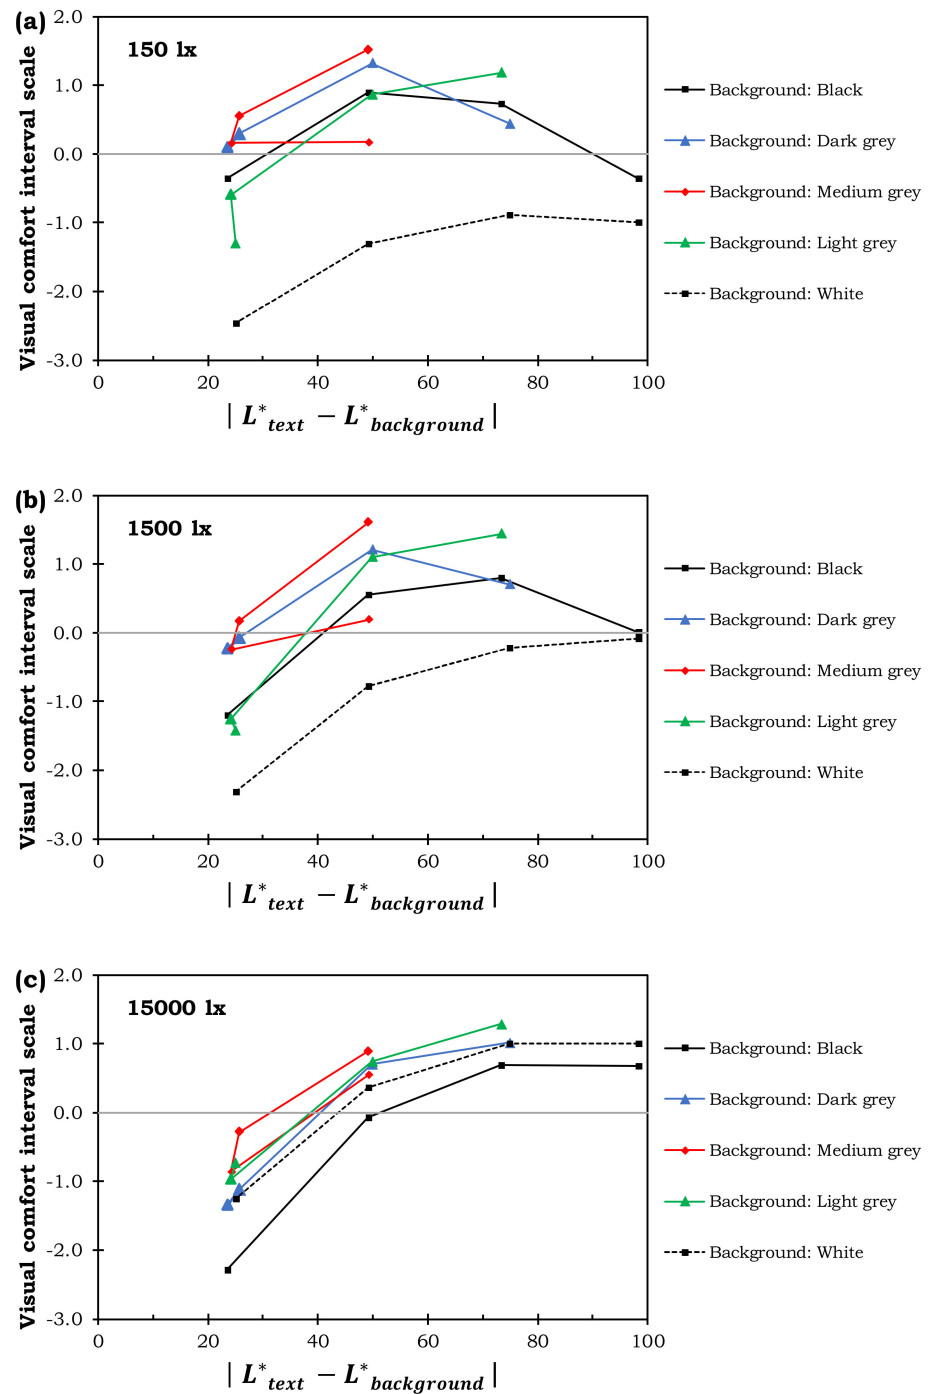 (a)
Visual comfort interval scale
2.0
1.0
0.0
-1.0
-2.0
-3.0
150 lx
0 20 40 60 80 100
| L*text − L*background |
Background: Black
Background: Dark grey
Background: Medium grey
Background: Light grey
Background: White
(b)
Visual comfort interval scale
2.0
1.0
0.0
-1.0
-2.0
-3.0
1500 lx
0 20 40 60 80 100
| L*text − L*background |
Background: Black
Background: Dark grey
Background: Medium grey
Background: Light grey
Background: White
(c)
Visual comfort interval scale
2.0
1.0
0.0
-1.0
-2.0
-3.0
15000 lx
0 20 40 60 80 100
| L*text − L*background |
Background: Black
Background: Dark grey
Background: Medium grey
Background: Light grey
Background: White